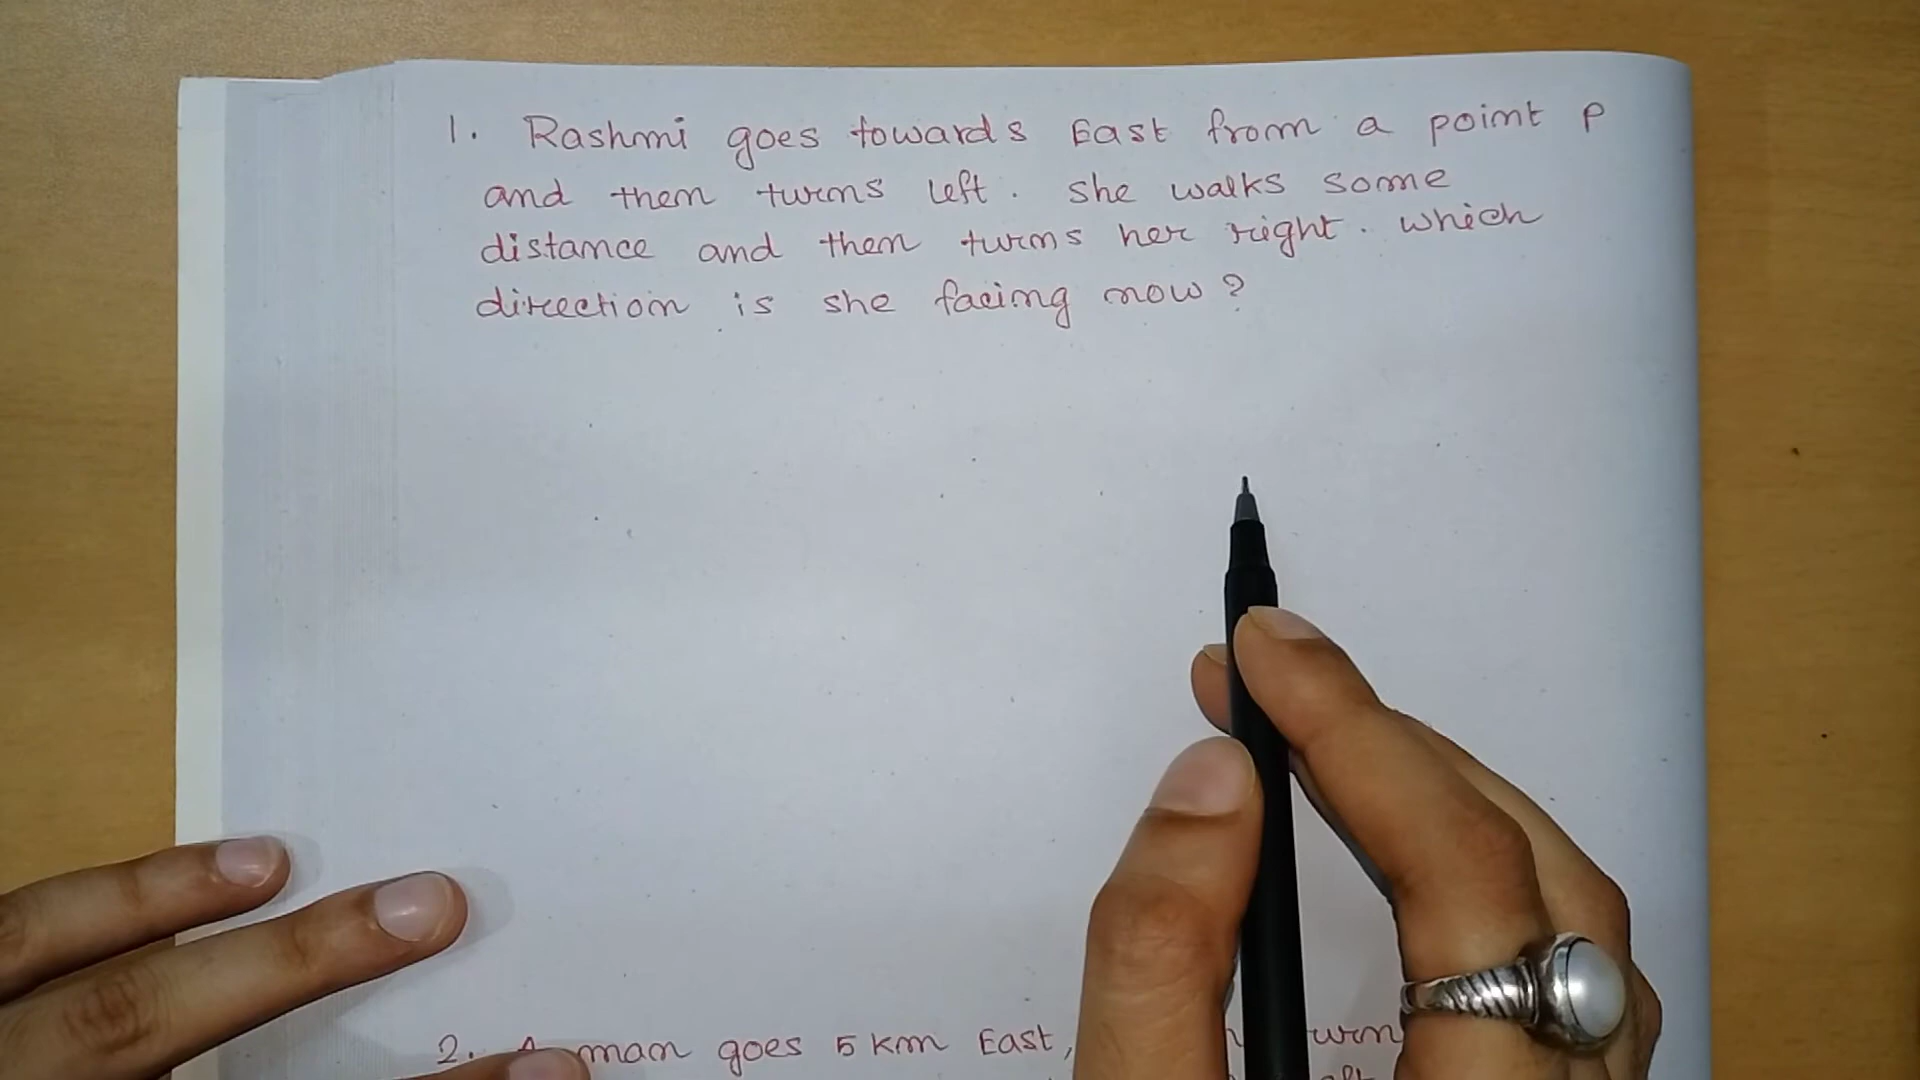 1. Rashmi goes towards East from a point P
and then turns left. She walks some
distance and then turns her right. which
direction is she facing now?
2. A man goes 5 km East,